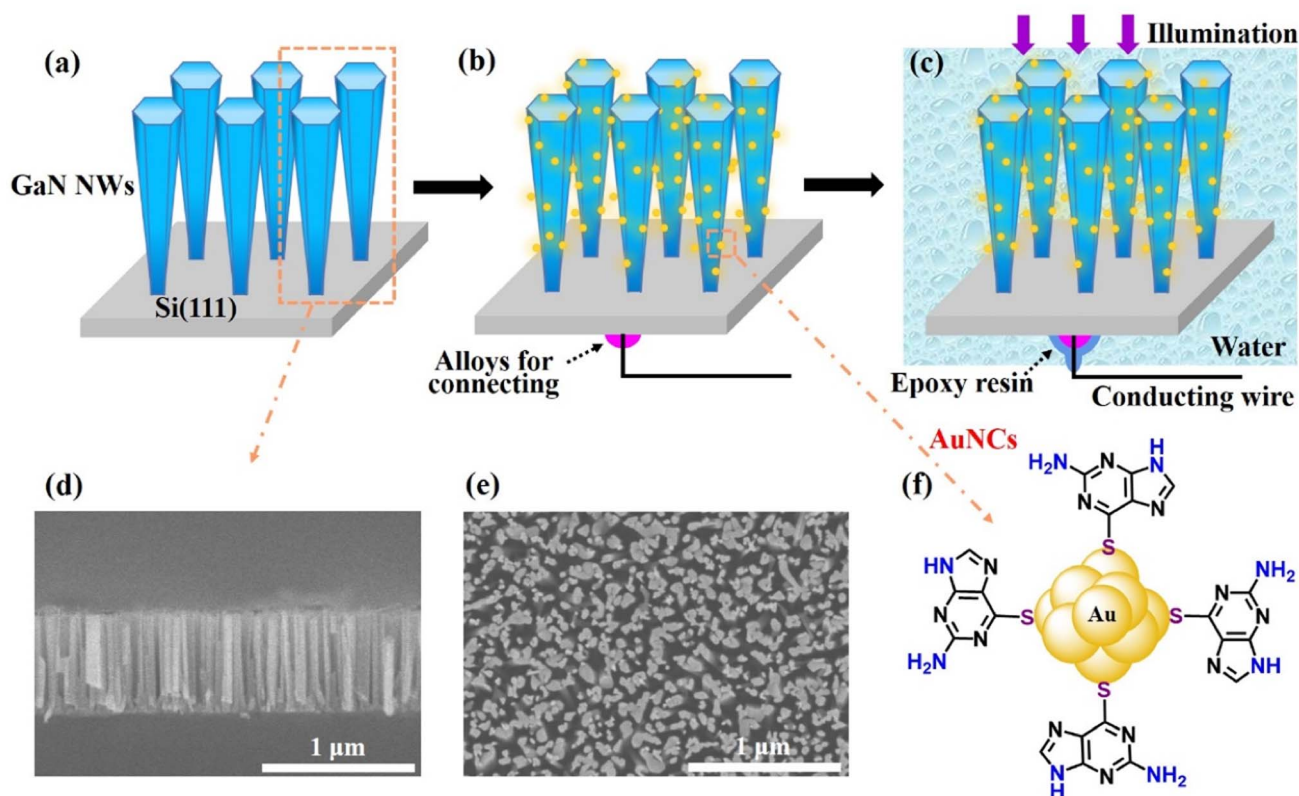 (a)
(b)
(c)
Illumination
GaN NWs
Si(111)
Alloys for
connecting
Water
Epoxy resin
Conducting wire
AuNCs
(d)
1 μm
(e)
1 μm
(f)
H
N
H₂N
N
N
N
S
HN
N
N
N
H₂N
S
Au
S
N
NH₂
N
N
NH
S
N
N
N
H
N
NH₂